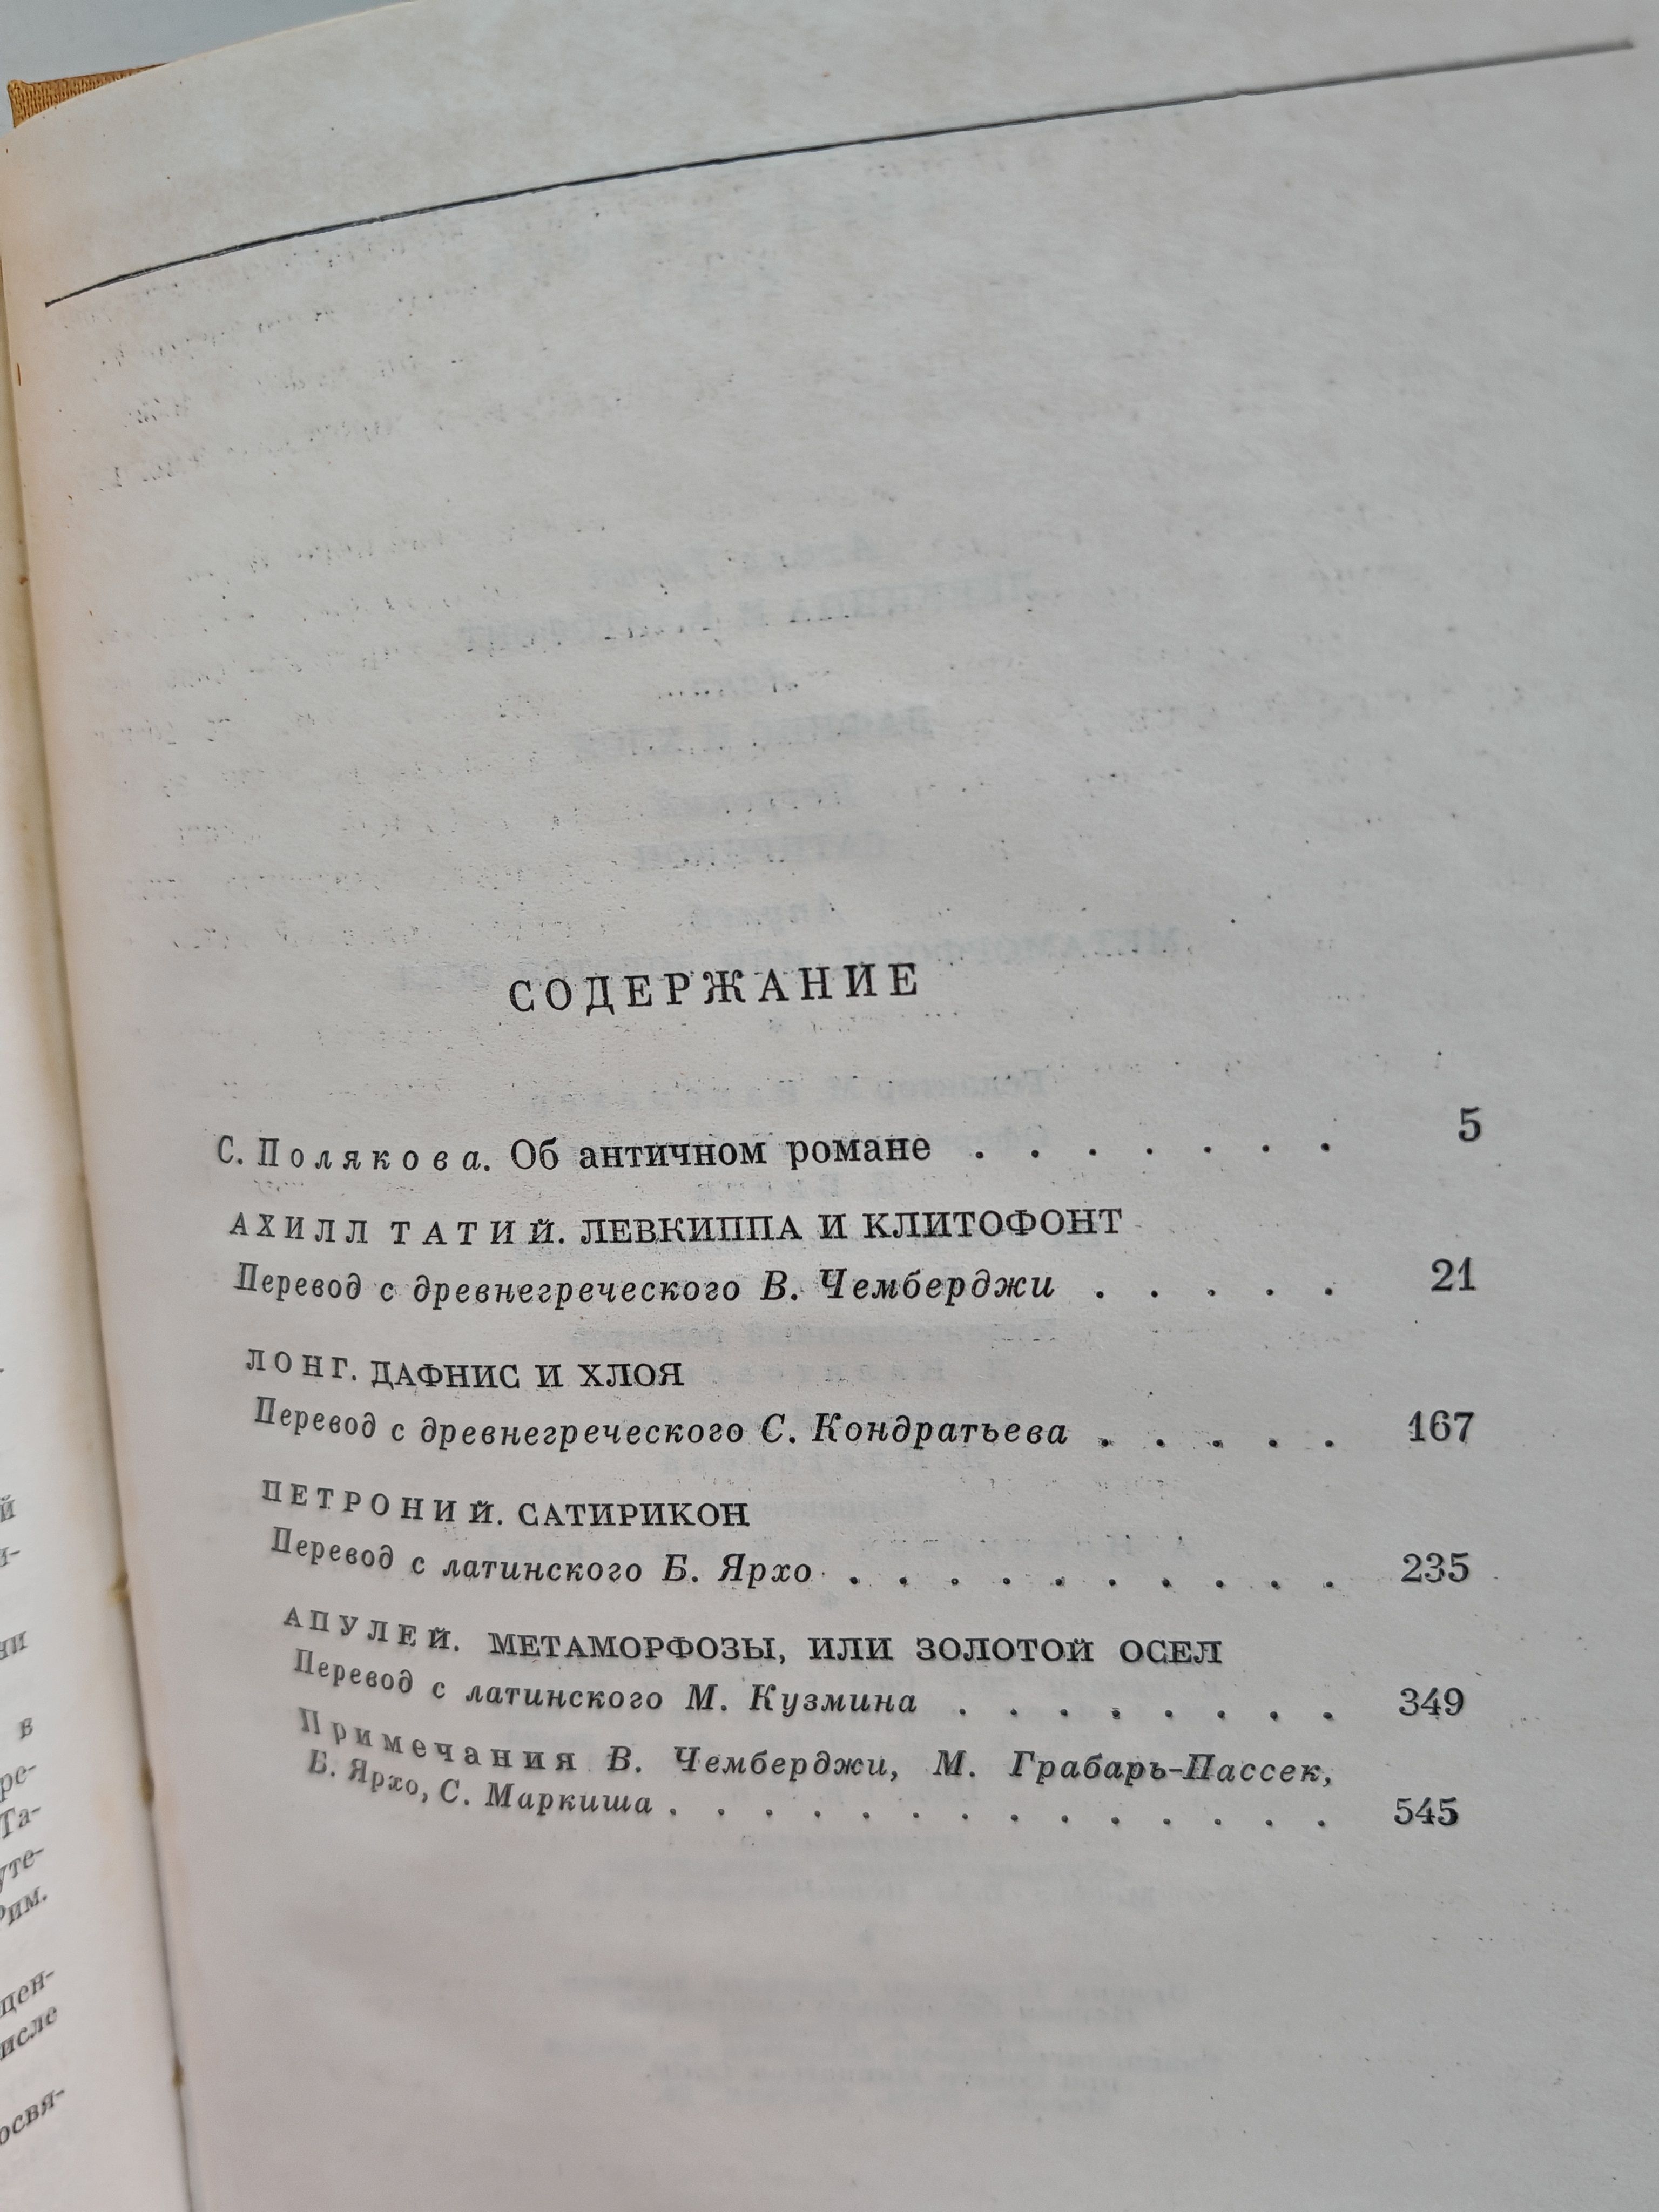 СОДЕРЖАНИЕ
С. Полякова. Об античном романе . . . . . . . 5
АХИЛЛ ТАТИЙ. ЛЕВКИППА И КЛИТОФОНТ
Перевод с древнегреческого В. Чемберджи . . . . . 21
ЛОНГ. ДАФНИС И ХЛОЯ
Перевод с древнегреческого С. Кондратьева . . . . . 167
ПЕТРОНИЙ. САТИРИКОН
Перевод с латинского Б. Ярхо . . . . . . . . . . 235
АПУЛЕЙ. МЕТАМОРФОЗЫ, ИЛИ ЗОЛОТОЙ ОСЕЛ
Перевод с латинского М. Кузмина . . . . . . . . 349
Примечания В. Чемберджи, М. Грабарь-Пассек,
Б. Ярхо, С. Маркиша . . . . . . . . . . . . . . 545